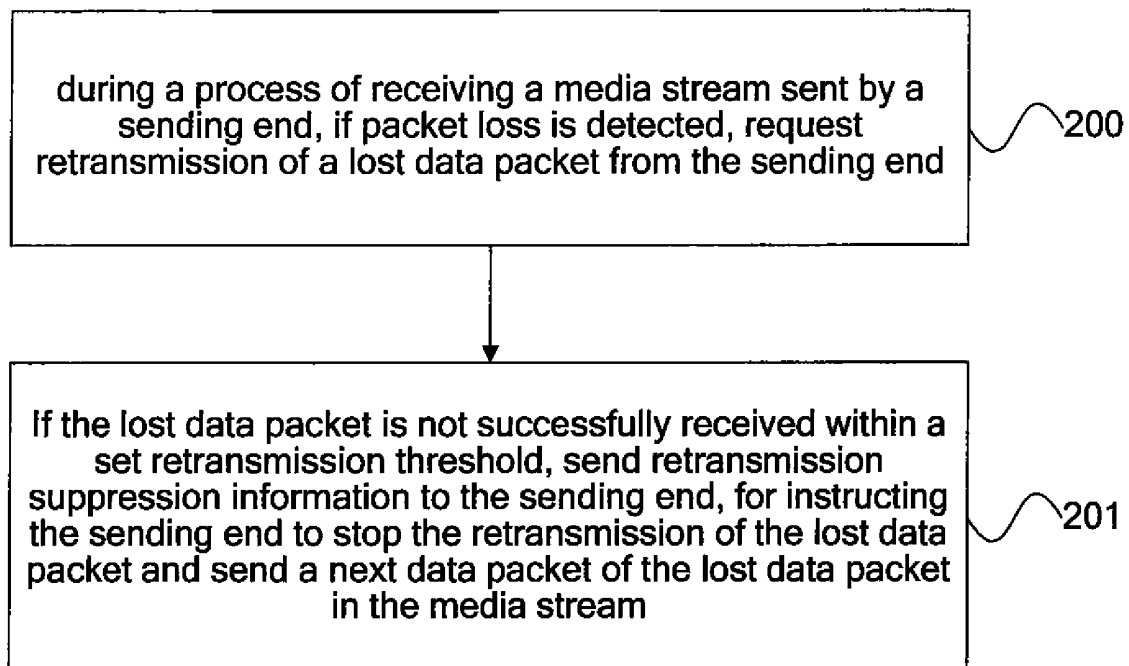 during a process of receiving a media stream sent by a
sending end, if packet loss is detected, request
retransmission of a lost data packet from the sending end
200
If the lost data packet is not successfully received within a
set retransmission threshold, send retransmission
suppression information to the sending end, for instructing
the sending end to stop the retransmission of the lost data
packet and send a next data packet of the lost data packet
in the media stream
201